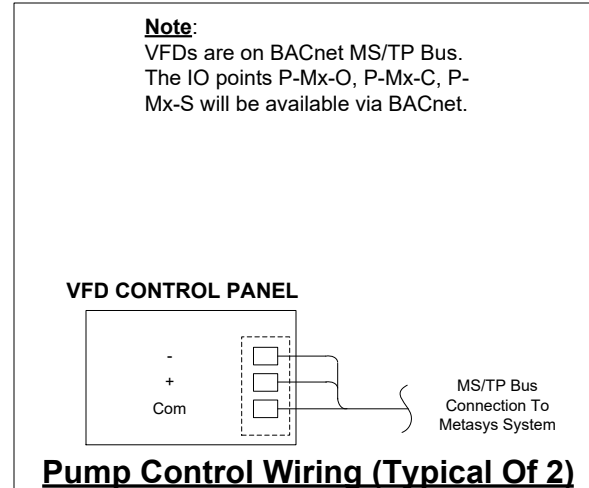 Note:
VFDs are on BACnet MS/TP Bus.
The IO points P-Mx-O, P-Mx-C, P-
Mx-S will be available via BACnet.
VFD CONTROL PANEL
-
+
Com
MS/TP Bus
Connection To
Metasys System
Pump Control Wiring (Typical Of 2)